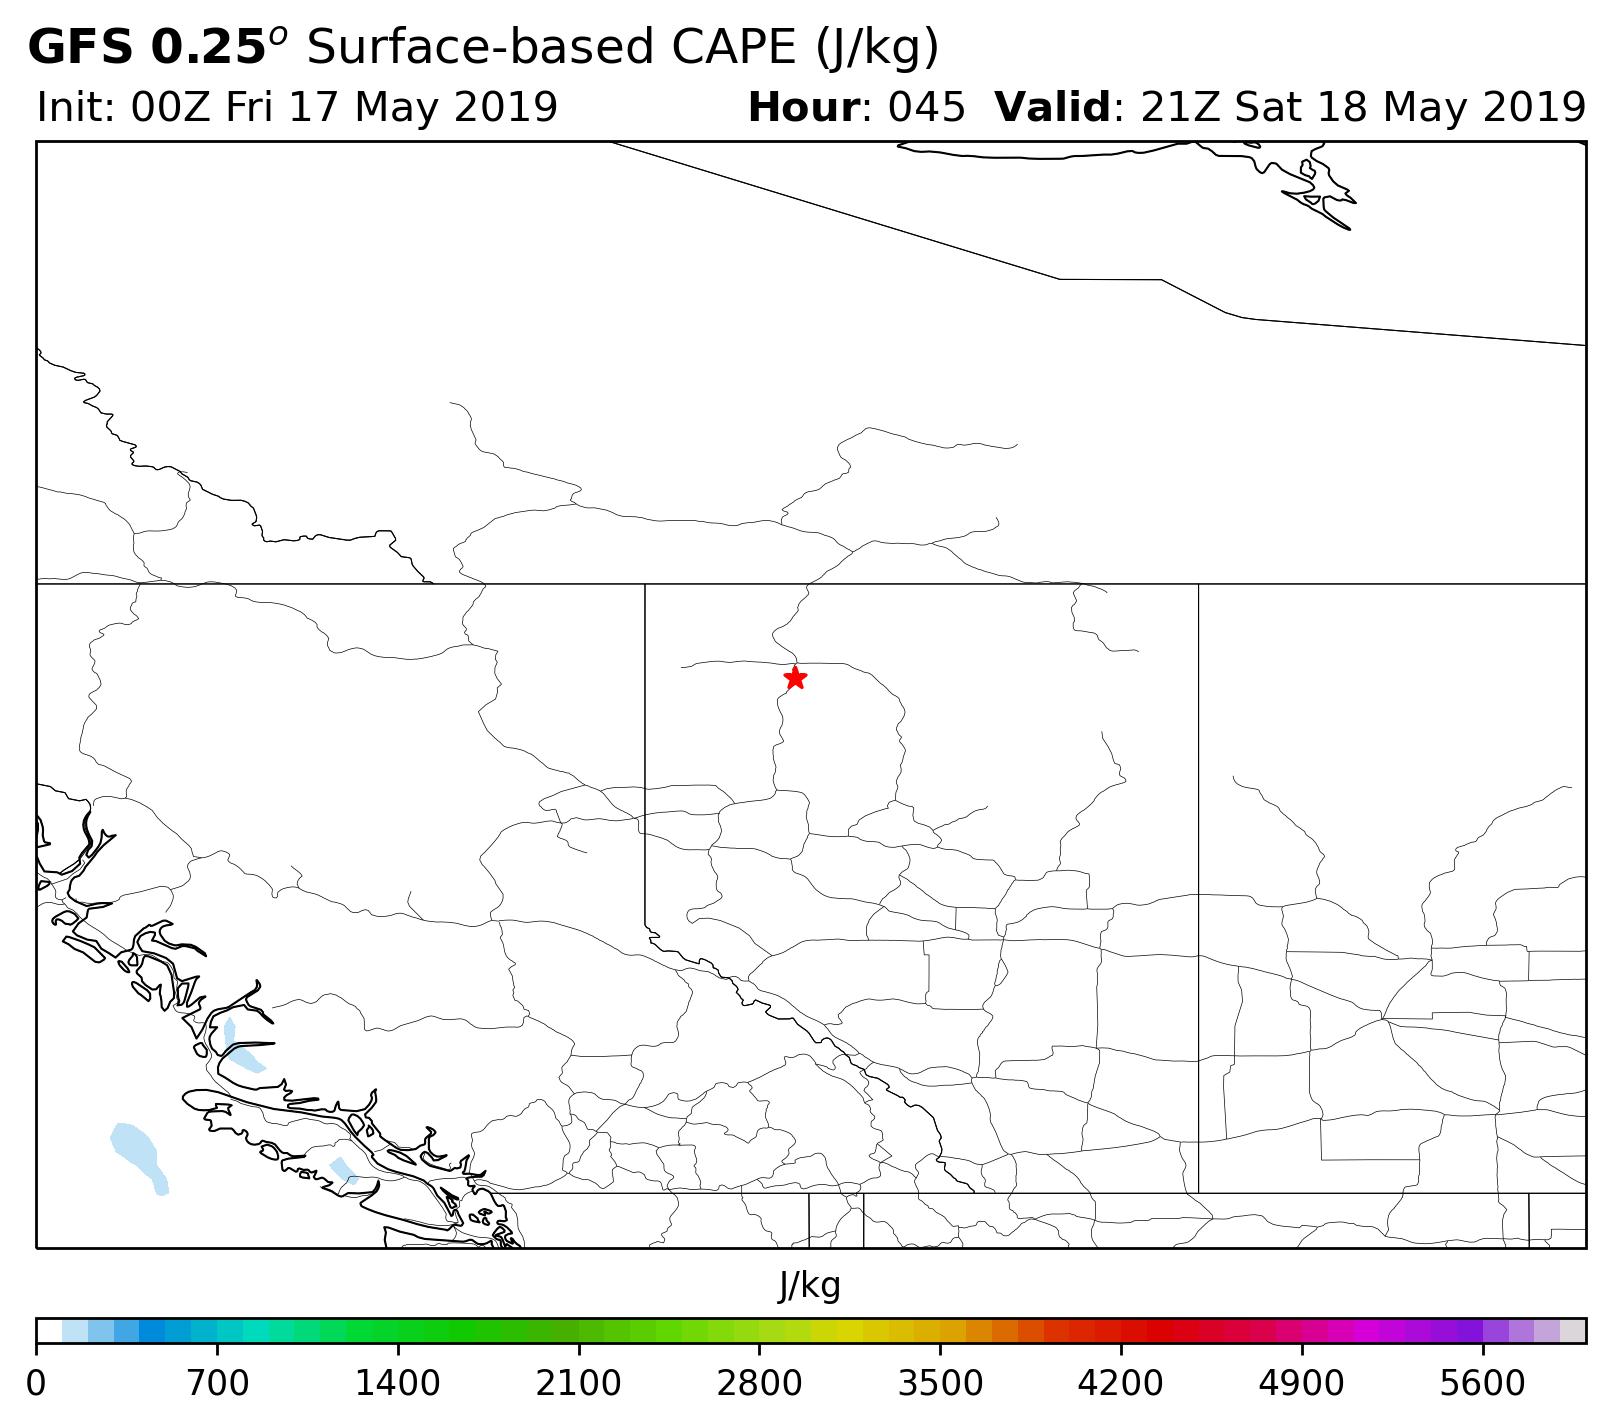 GFS 0.25° Surface-based CAPE (J/kg)
Init: 00Z Fri 17 May 2019 Hour: 045 Valid: 21Z Sat 18 May 2019
J/kg
0 700 1400 2100 2800 3500 4200 4900 5600